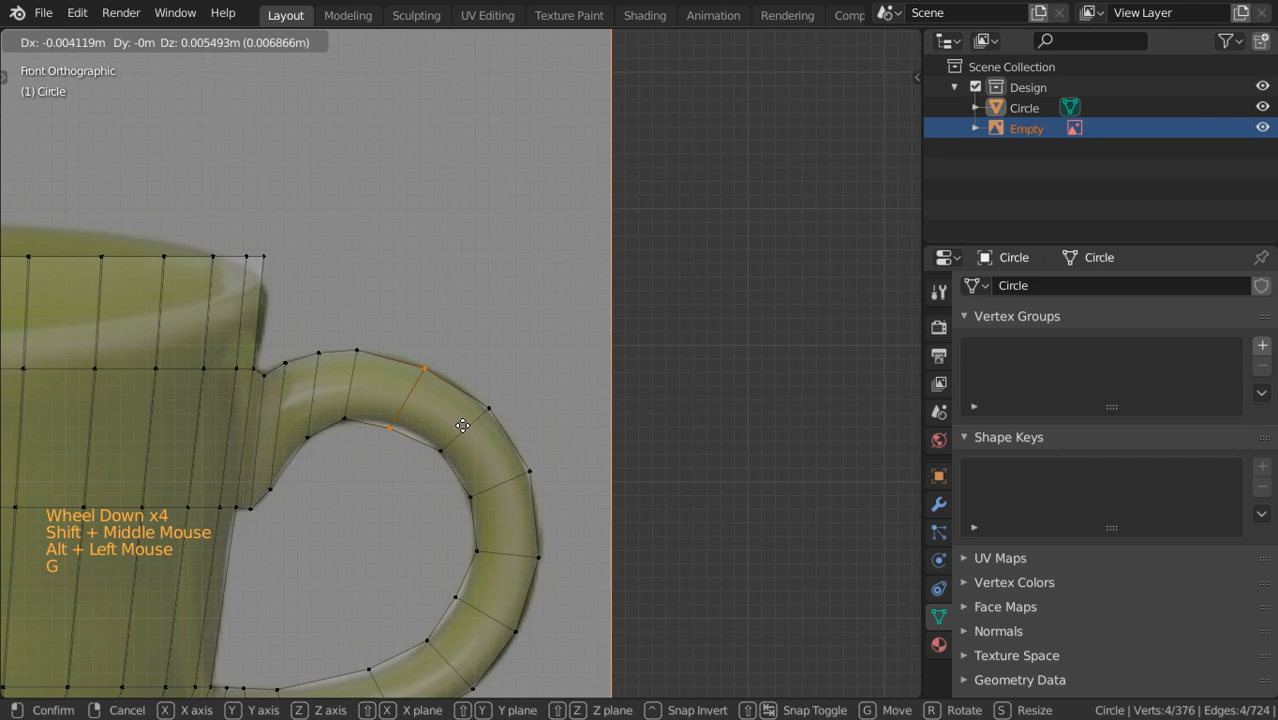 File Edit Render Window Help Layout Modeling Sculpting UV Editing Texture Paint Shading Animation Rendering Comp Scene View Layer
Dx: -0.004119m Dy: -0m Dz: 0.005493m (0.006866m)
Front Orthographic
(1) Circle
Scene Collection
Design
Circle
Empty
Circle Circle
Circle
Vertex Groups
Shape Keys
UV Maps
Vertex Colors
Face Maps
Normals
Texture Space
Geometry Data
Wheel Down x4
Shift + Middle Mouse
Alt + Left Mouse
G
Confirm Cancel X X axis Y Y axis Z Z axis X X plane Y Y plane Z Z plane Snap Invert Snap Toggle G Move R Rotate S Resize Circle | Verts:4/376 | Edges:4/724 |